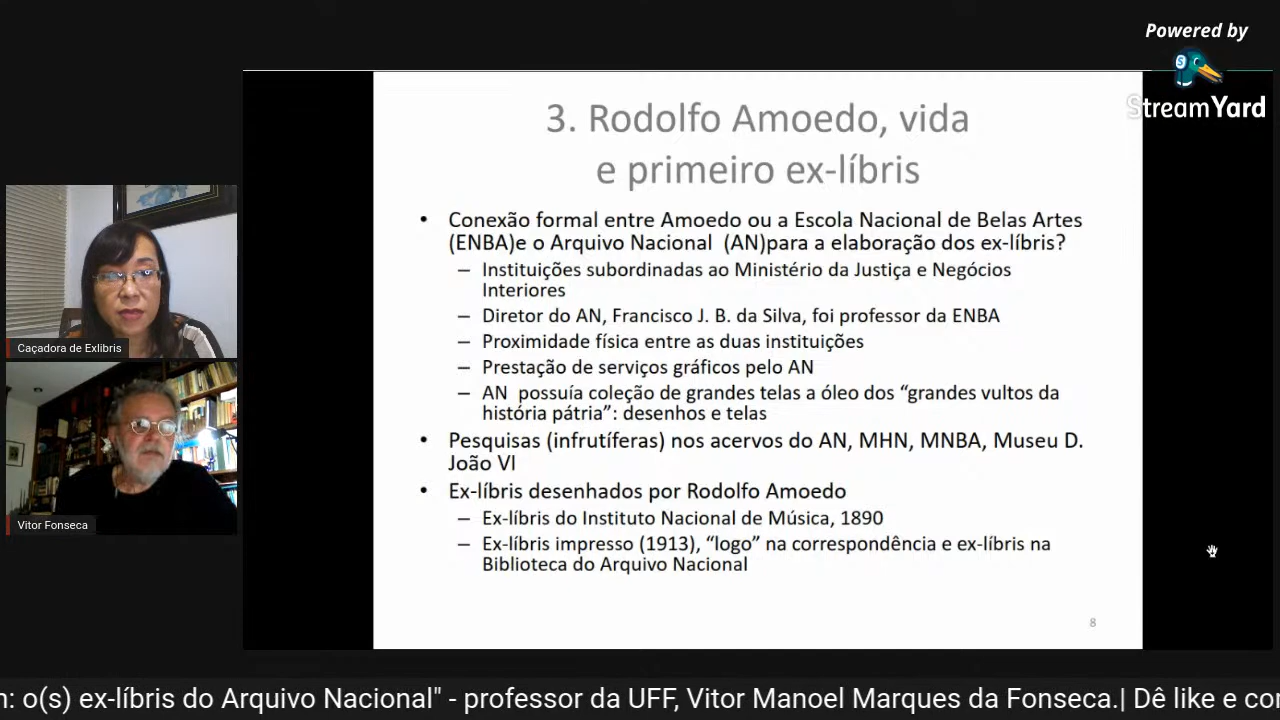 Powered by
StreamYard
3. Rodolfo Amoedo, vida
e primeiro ex-líbris
• Conexão formal entre Amoedo ou a Escola Nacional de Belas Artes
(ENBA)e o Arquivo Nacional (AN)para a elaboração dos ex-líbris?
– Instituições subordinadas ao Ministério da Justiça e Negócios
Interiores
– Diretor do AN, Francisco J. B. da Silva, foi professor da ENBA
– Proximidade física entre as duas instituições
– Prestação de serviços gráficos pelo AN
– AN possuía coleção de grandes telas a óleo dos “grandes vultos da
história pátria”: desenhos e telas
• Pesquisas (infrutíferas) nos acervos do AN, MHN, MNBA, Museu D.
João VI
• Ex-líbris desenhados por Rodolfo Amoedo
– Ex-líbris do Instituto Nacional de Música, 1890
– Ex-líbris impresso (1913), “logo” na correspondência e ex-líbris na
Biblioteca do Arquivo Nacional
8
Caçadora de Exlibris
Vitor Fonseca
: o(s) ex-líbris do Arquivo Nacional" - professor da UFF, Vitor Manoel Marques da Fonseca.| Dê like e